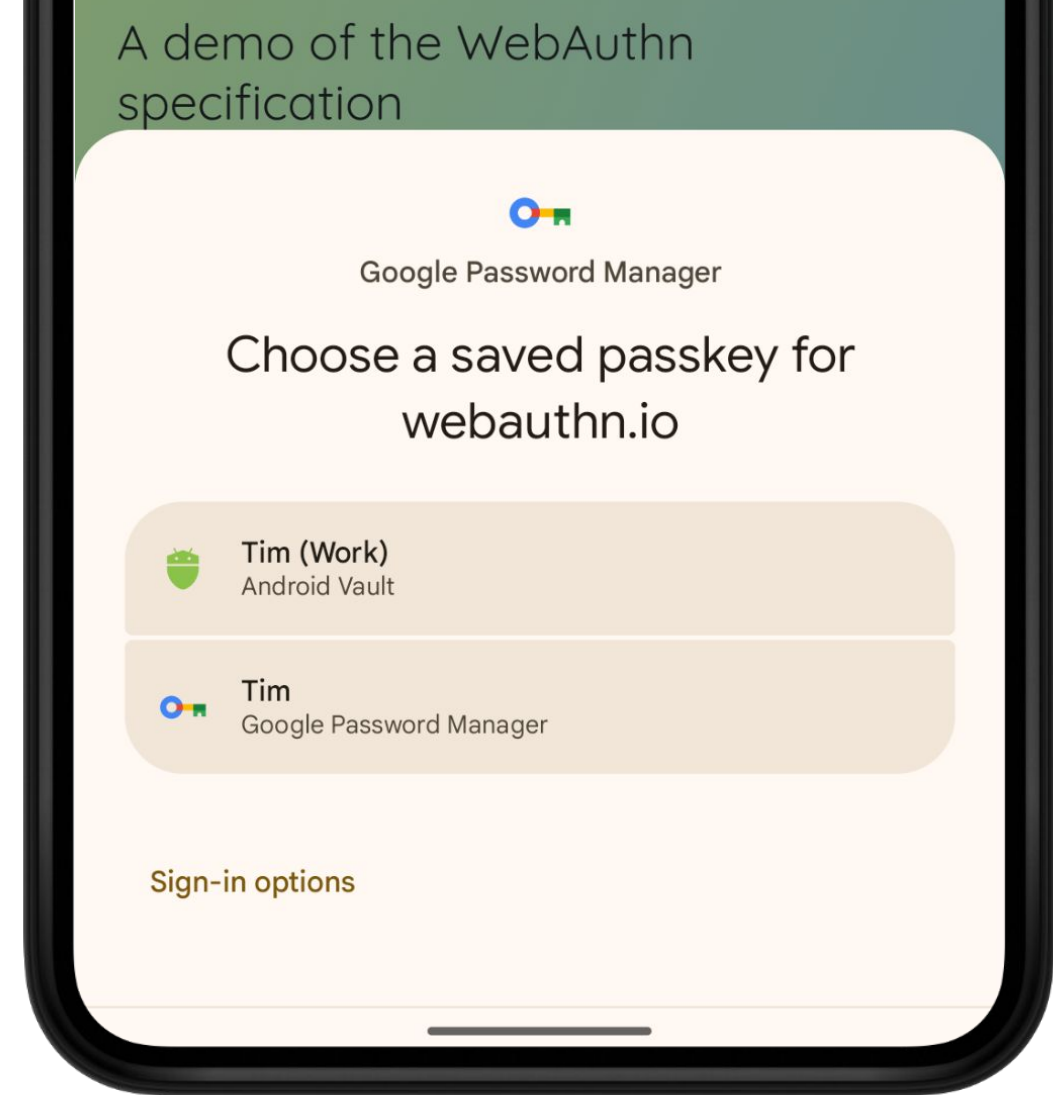 A demo of the WebAuthn
specification
Google Password Manager
Choose a saved passkey for
webauthn.io
Tim (Work)
Android Vault
Tim
Google Password Manager
Sign-in options